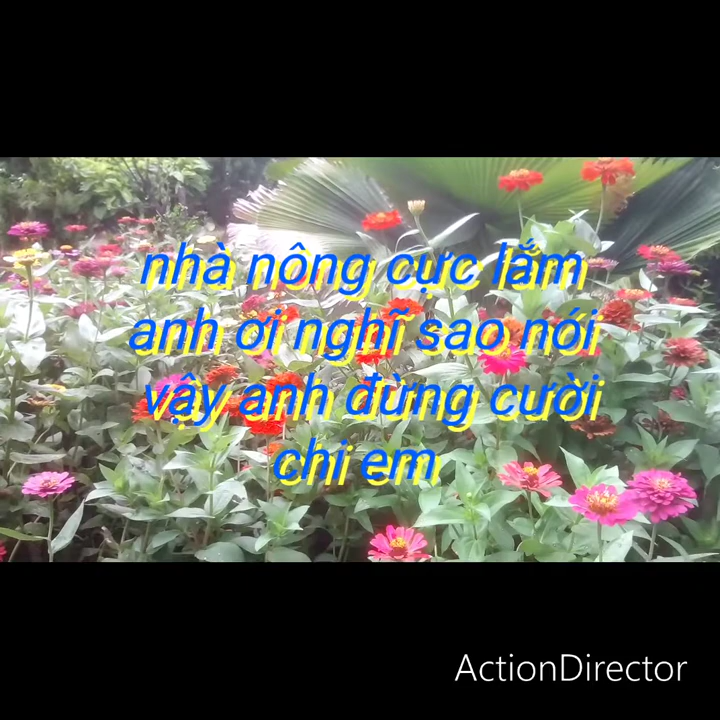 nhà nông cực lắm
anh ơi nghĩ sao nói
vậy anh đừng cười
chi em
ActionDirector